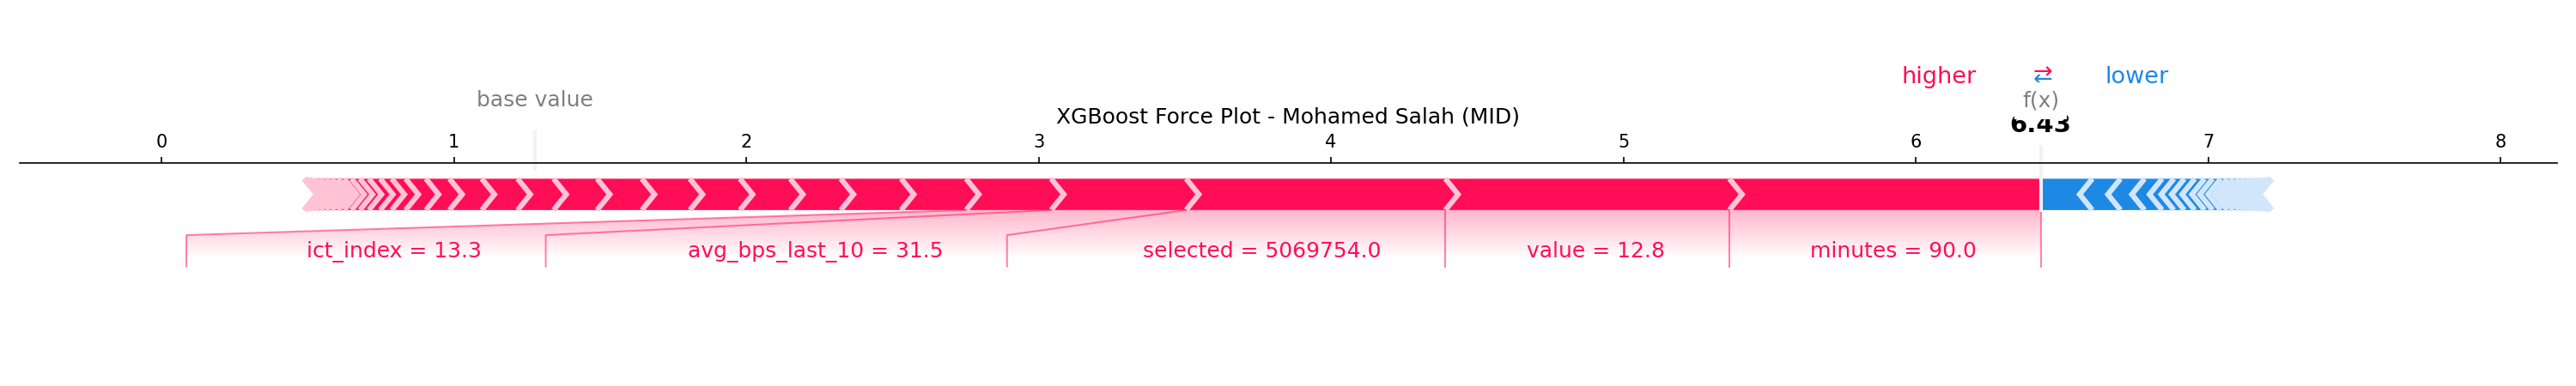 higher ⇄ lower
base value
f(x)
XGBoost Force Plot - Mohamed Salah (MID)
6.43
0 1 2 3 4 5 6 7 8
ict_index = 13.3 avg_bps_last_10 = 31.5 selected = 5069754.0 value = 12.8 minutes = 90.0